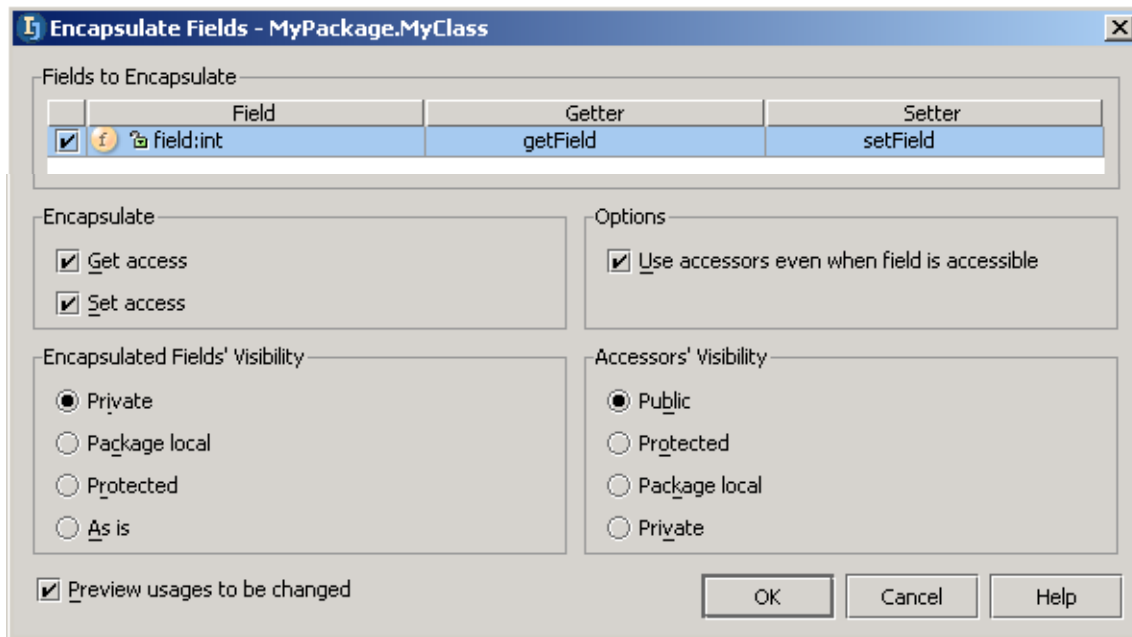 Encapsulate Fields - MyPackage.MyClass
Fields to Encapsulate
Field Getter Setter
f field:int getField setField
Encapsulate
Get access
Set access
Options
Use accessors even when field is accessible
Encapsulated Fields' Visibility
Private
Package local
Protected
As is
Accessors' Visibility
Public
Protected
Package local
Private
Preview usages to be changed
OK Cancel Help